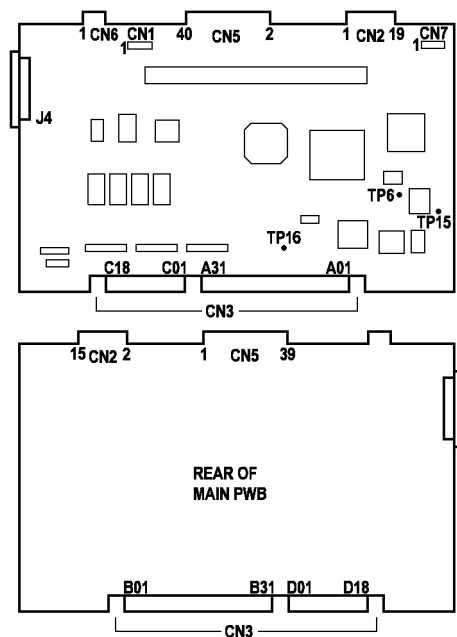 1 CN6 CN1 40 CN5 2 1 CN2 19 CN7
1 1
J4
TP6
TP15
TP16
C18 C01 A31 A01
CN3
15 CN2 2 1 CN5 39
REAR OF
MAIN PWB
B01 B31 D01 D18
CN3